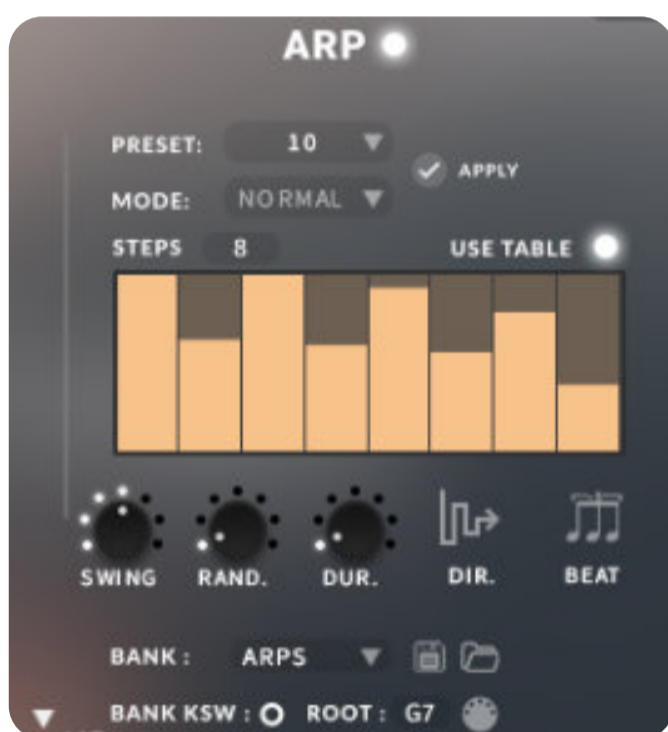 ARP
PRESET: 10
APPLY
MODE: NORMAL
STEPS 8 USE TABLE
SWING RAND. DUR. DIR. BEAT
BANK : ARPS
BANK KSW : ROOT : G7